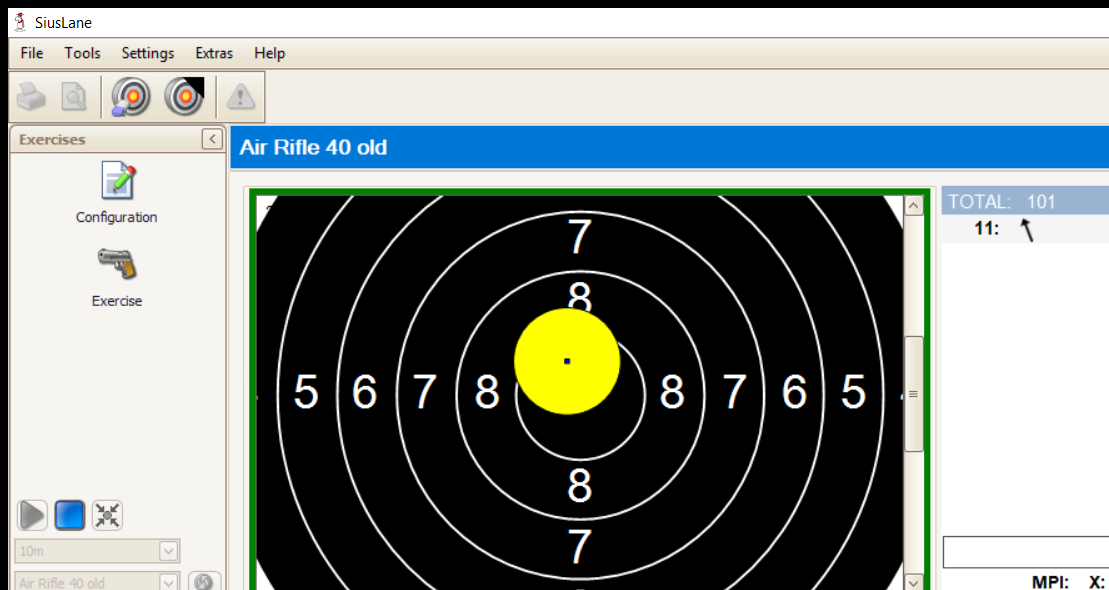 SiusLane
File Tools Settings Extras Help
Exercises
Air Rifle 40 old
Configuration
Exercise
TOTAL: 101
11:
7
8
5 6 7 8 8 7 6 5
8
7
10m
Air Rifle 40 old
MPI: X: